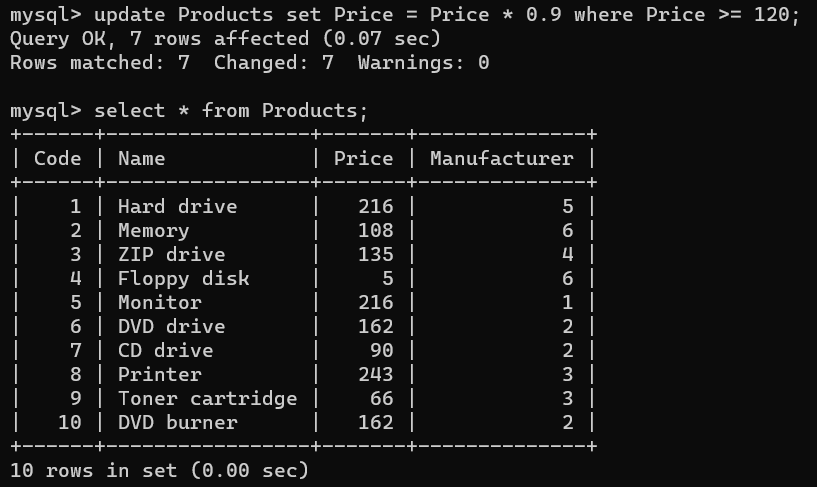 mysql> update Products set Price = Price * 0.9 where Price >= 120;
Query OK, 7 rows affected (0.07 sec)
Rows matched: 7  Changed: 7  Warnings: 0

mysql> select * from Products;
+------+-----------------+-------+--------------+
| Code | Name            | Price | Manufacturer |
+------+-----------------+-------+--------------+
|    1 | Hard drive      |   216 |            5 |
|    2 | Memory          |   108 |            6 |
|    3 | ZIP drive       |   135 |            4 |
|    4 | Floppy disk     |     5 |            6 |
|    5 | Monitor         |   216 |            1 |
|    6 | DVD drive       |   162 |            2 |
|    7 | CD drive        |    90 |            2 |
|    8 | Printer         |   243 |            3 |
|    9 | Toner cartridge |    66 |            3 |
|   10 | DVD burner      |   162 |            2 |
+------+-----------------+-------+--------------+
10 rows in set (0.00 sec)